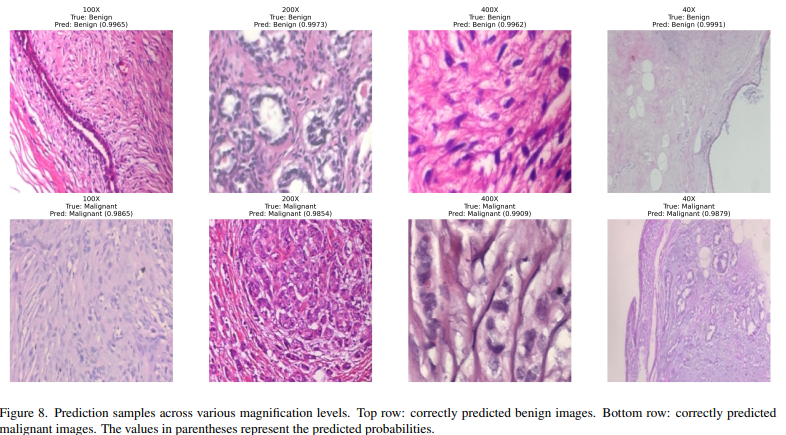 100X
True: Benign
Pred: Benign (0.9965)
200X
True: Benign
Pred: Benign (0.9973)
400X
True: Benign
Pred: Benign (0.9962)
40X
True: Benign
Pred: Benign (0.9991)
100X
True: Malignant
Pred: Malignant (0.9865)
200X
True: Malignant
Pred: Malignant (0.9854)
400X
True: Malignant
Pred: Malignant (0.9909)
40X
True: Malignant
Pred: Malignant (0.9879)
Figure 8. Prediction samples across various magnification levels. Top row: correctly predicted benign images. Bottom row: correctly predicted
malignant images. The values in parentheses represent the predicted probabilities.